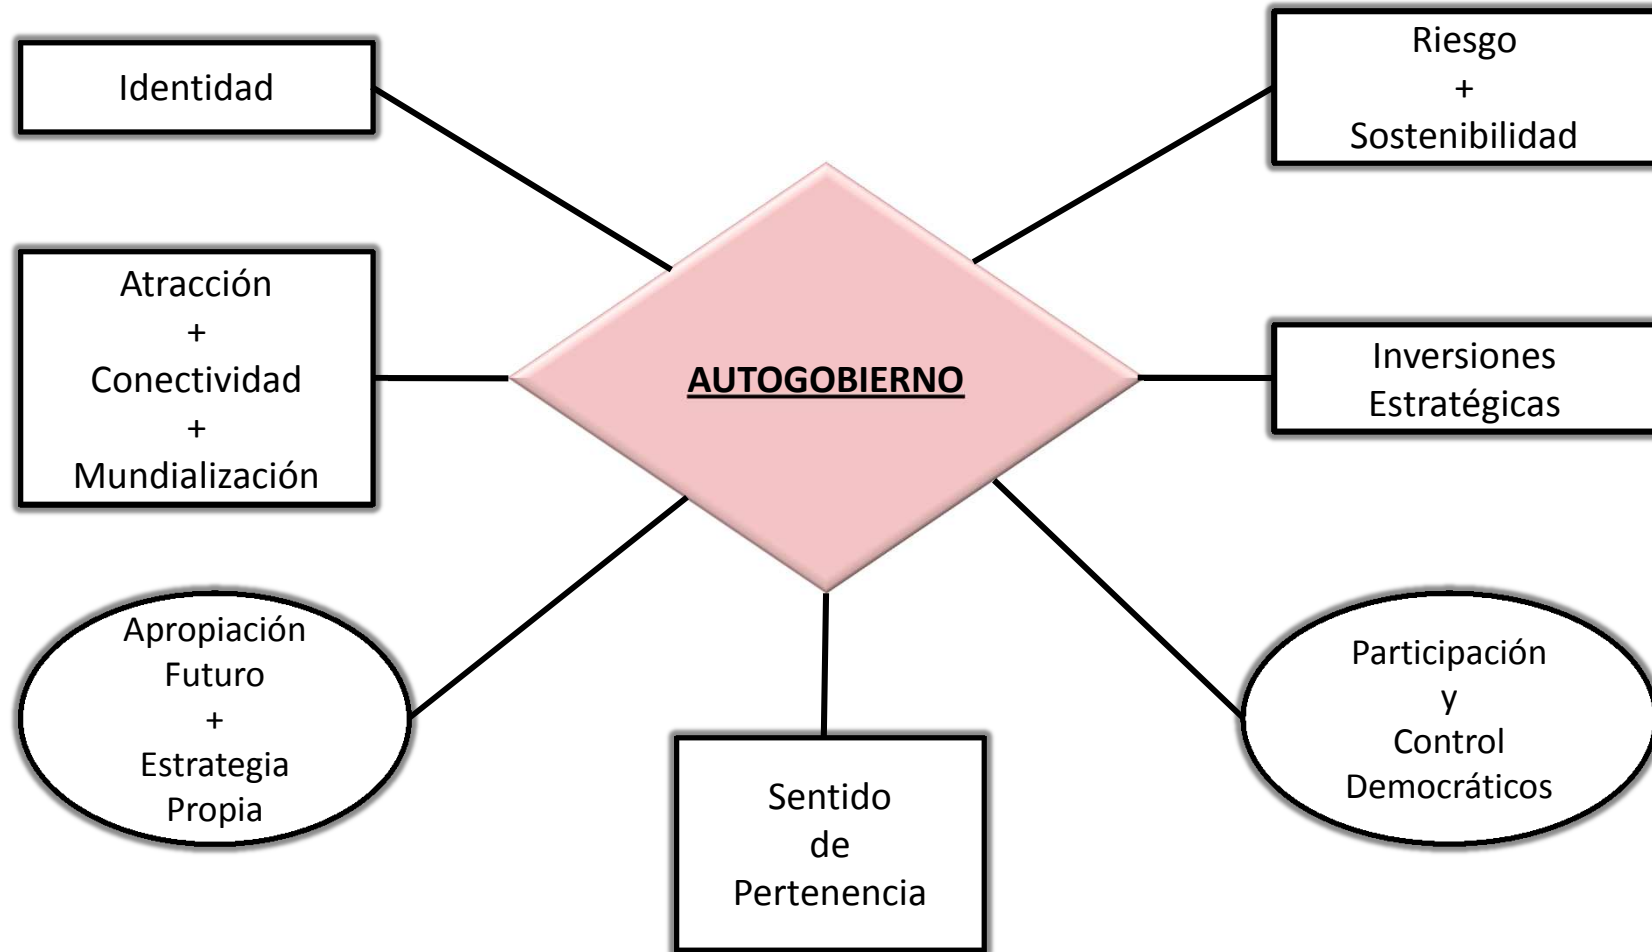 Identidad
Riesgo
+
Sostenibilidad
Atracción
+
Conectividad
+
Mundialización
AUTOGOBIERNO
Inversiones
Estratégicas
Apropiación
Futuro
+
Estrategia
Propia
Sentido
de
Pertenencia
Participación
y
Control
Democráticos